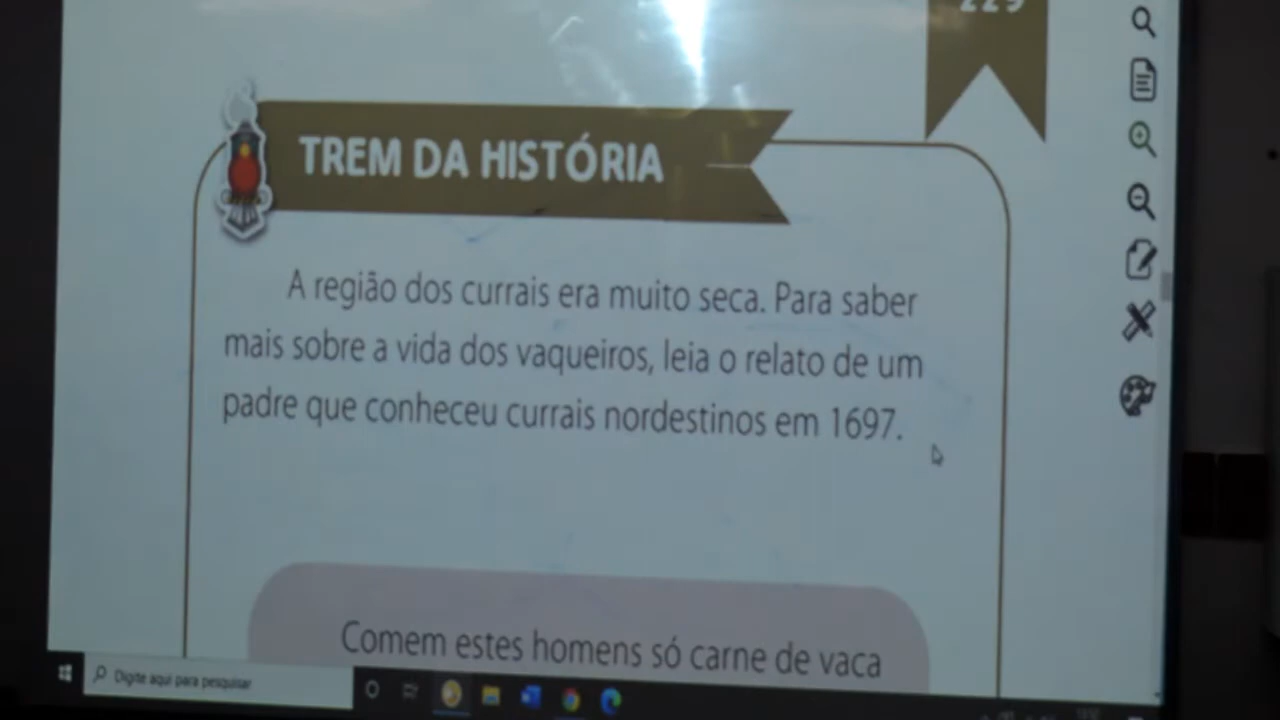 229
TREM DA HISTÓRIA
A região dos currais era muito seca. Para saber
mais sobre a vida dos vaqueiros, leia o relato de um
padre que conheceu currais nordestinos em 1697.
Comem estes homens só carne de vaca
Digite aqui para pesquisar